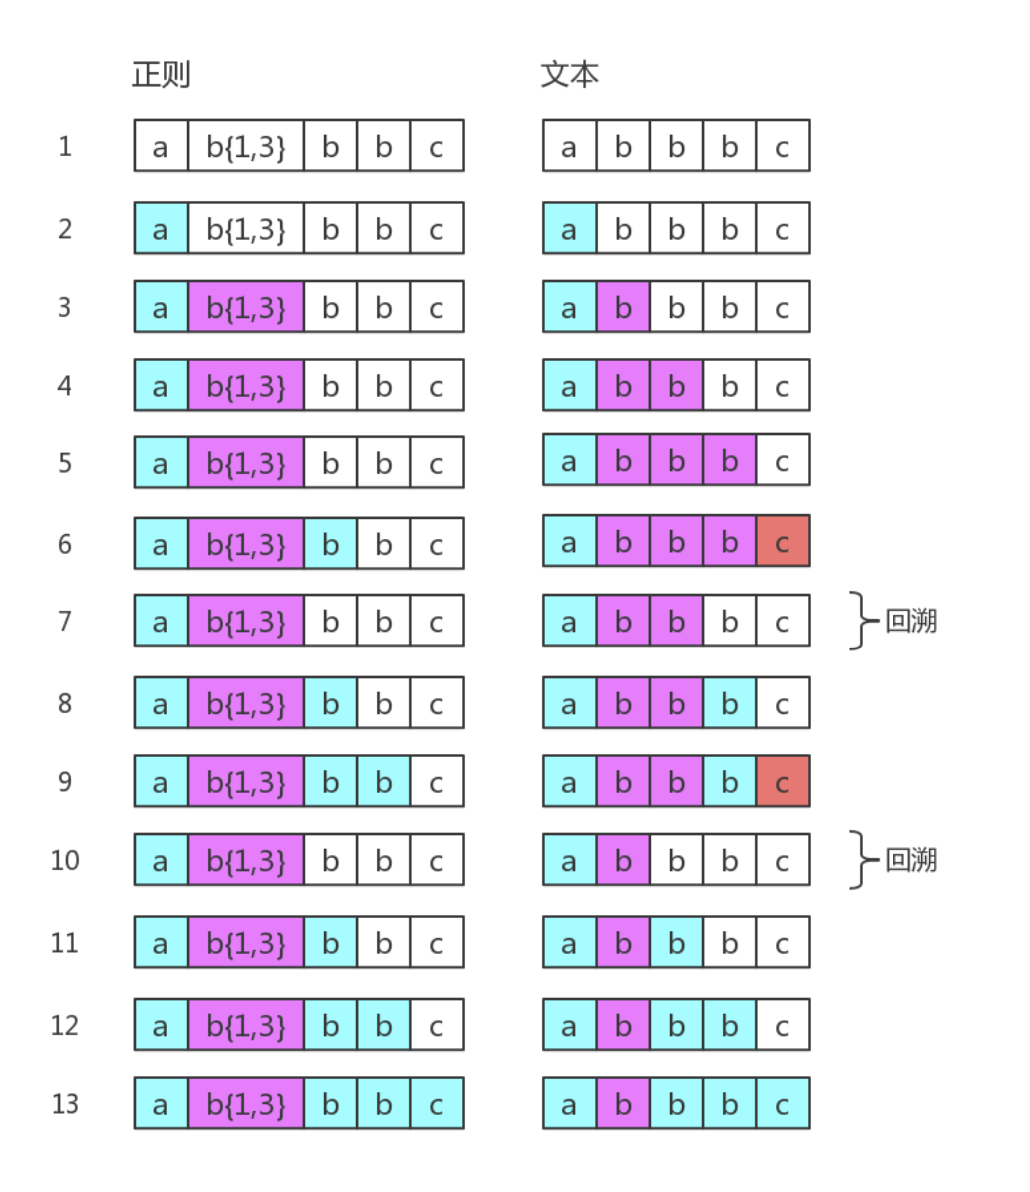 正则 文本
1 a b{1,3} b b c a b b b c
2 a b{1,3} b b c a b b b c
3 a b{1,3} b b c a b b b c
4 a b{1,3} b b c a b b b c
5 a b{1,3} b b c a b b b c
6 a b{1,3} b b c a b b b c
7 a b{1,3} b b c a b b b c 回溯
8 a b{1,3} b b c a b b b c
9 a b{1,3} b b c a b b b c
10 a b{1,3} b b c a b b b c 回溯
11 a b{1,3} b b c a b b b c
12 a b{1,3} b b c a b b b c
13 a b{1,3} b b c a b b b c